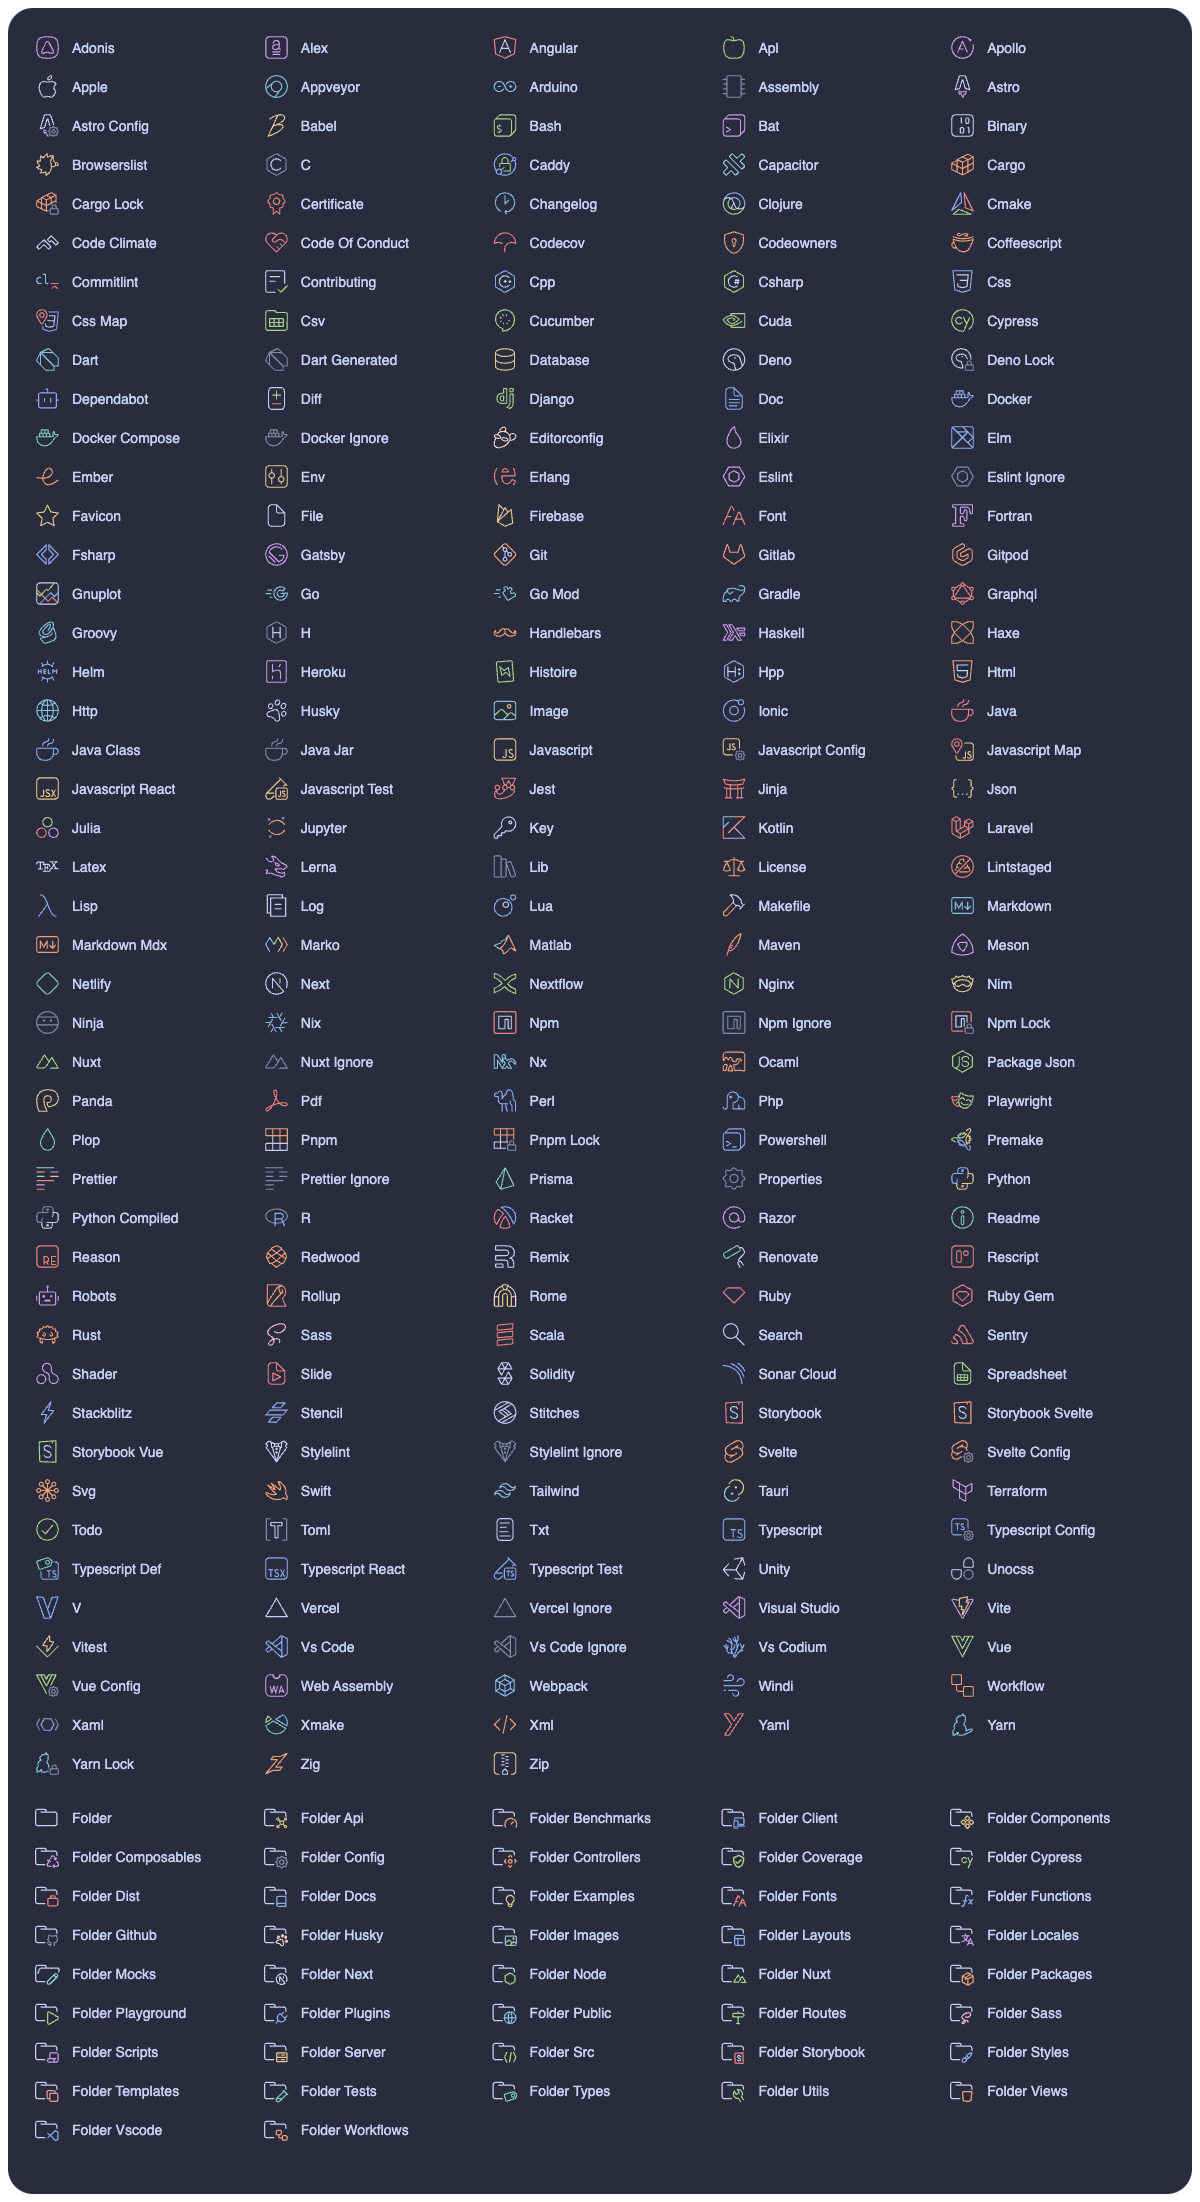 Adonis Alex Angular Apl Apollo
Apple Appveyor Arduino Assembly Astro
Astro Config Babel Bash Bat Binary
Browserslist C Caddy Capacitor Cargo
Cargo Lock Certificate Changelog Clojure Cmake
Code Climate Code Of Conduct Codecov Codeowners Coffeescript
Commitlint Contributing Cpp Csharp Css
Css Map Csv Cucumber Cuda Cypress
Dart Dart Generated Database Deno Deno Lock
Dependabot Diff Django Doc Docker
Docker Compose Docker Ignore Editorconfig Elixir Elm
Ember Env Erlang Eslint Eslint Ignore
Favicon File Firebase Font Fortran
Fsharp Gatsby Git Gitlab Gitpod
Gnuplot Go Go Mod Gradle Graphql
Groovy H Handlebars Haskell Haxe
Helm Heroku Histoire Hpp Html
Http Husky Image Ionic Java
Java Class Java Jar Javascript Javascript Config Javascript Map
Javascript React Javascript Test Jest Jinja Json
Julia Jupyter Key Kotlin Laravel
Latex Lerna Lib License Lintstaged
Lisp Log Lua Makefile Markdown
Markdown Mdx Marko Matlab Maven Meson
Netlify Next Nextflow Nginx Nim
Ninja Nix Npm Npm Ignore Npm Lock
Nuxt Nuxt Ignore Nx Ocaml Package Json
Panda Pdf Perl Php Playwright
Plop Pnpm Pnpm Lock Powershell Premake
Prettier Prettier Ignore Prisma Properties Python
Python Compiled R Racket Razor Readme
Reason Redwood Remix Renovate Rescript
Robots Rollup Rome Ruby Ruby Gem
Rust Sass Scala Search Sentry
Shader Slide Solidity Sonar Cloud Spreadsheet
Stackblitz Stencil Stitches Storybook Storybook Svelte
Storybook Vue Stylelint Stylelint Ignore Svelte Svelte Config
Svg Swift Tailwind Tauri Terraform
Todo Toml Txt Typescript Typescript Config
Typescript Def Typescript React Typescript Test Unity Unocss
V Vercel Vercel Ignore Visual Studio Vite
Vitest Vs Code Vs Code Ignore Vs Codium Vue
Vue Config Web Assembly Webpack Windi Workflow
Xaml Xmake Xml Yaml Yarn
Yarn Lock Zig Zip
Folder Folder Api Folder Benchmarks Folder Client Folder Components
Folder Composables Folder Config Folder Controllers Folder Coverage Folder Cypress
Folder Dist Folder Docs Folder Examples Folder Fonts Folder Functions
Folder Github Folder Husky Folder Images Folder Layouts Folder Locales
Folder Mocks Folder Next Folder Node Folder Nuxt Folder Packages
Folder Playground Folder Plugins Folder Public Folder Routes Folder Sass
Folder Scripts Folder Server Folder Src Folder Storybook Folder Styles
Folder Templates Folder Tests Folder Types Folder Utils Folder Views
Folder Vscode Folder Workflows